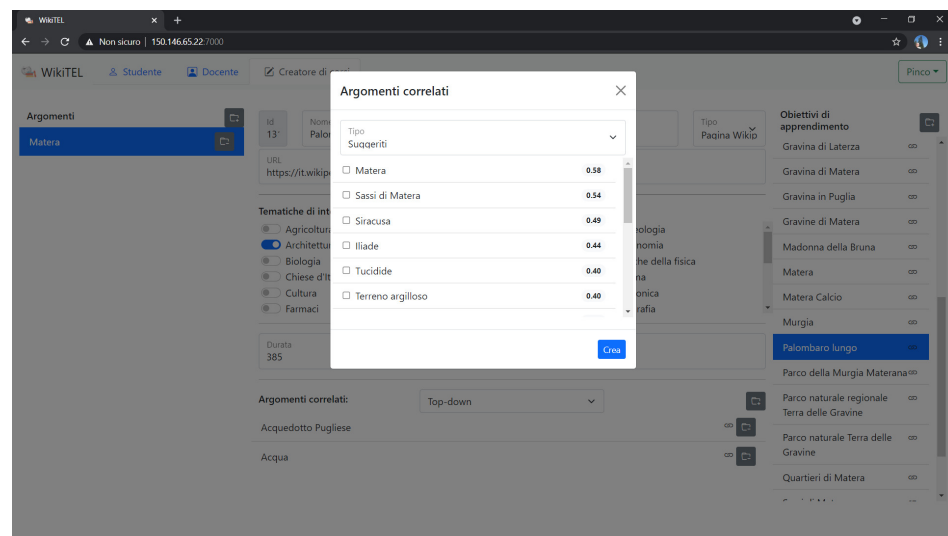 WikiTEL
Non sicuro | 150.146.65.22:7000
WikiTEL
Studente
Docente
Creatore di
Pinco
Argomenti
Matera
Id
13
Nome
Palo
Tipo
Pagina Wikip
URL
https://it.wikipe
Tematiche di int
Agricoltura
Architettur
Biologia
Chiese d'It
Cultura
Farmaci
eologia
nomia
he della fisica
na
onica
rafia
Durata
385
Argomenti correlati:
Top-down
Acquedotto Pugliese
Acqua
Argomenti correlati
Tipo
Suggeriti
Matera 0.58
Sassi di Matera 0.54
Siracusa 0.49
Iliade 0.44
Tucidide 0.40
Terreno argilloso 0.40
Crea
Obiettivi di
apprendimento
Gravina di Laterza
Gravina di Matera
Gravina in Puglia
Gravine di Matera
Madonna della Bruna
Matera
Matera Calcio
Murgia
Palombaro lungo
Parco della Murgia Materana
Parco naturale regionale
Terra delle Gravine
Parco naturale Terra delle
Gravine
Quartieri di Matera